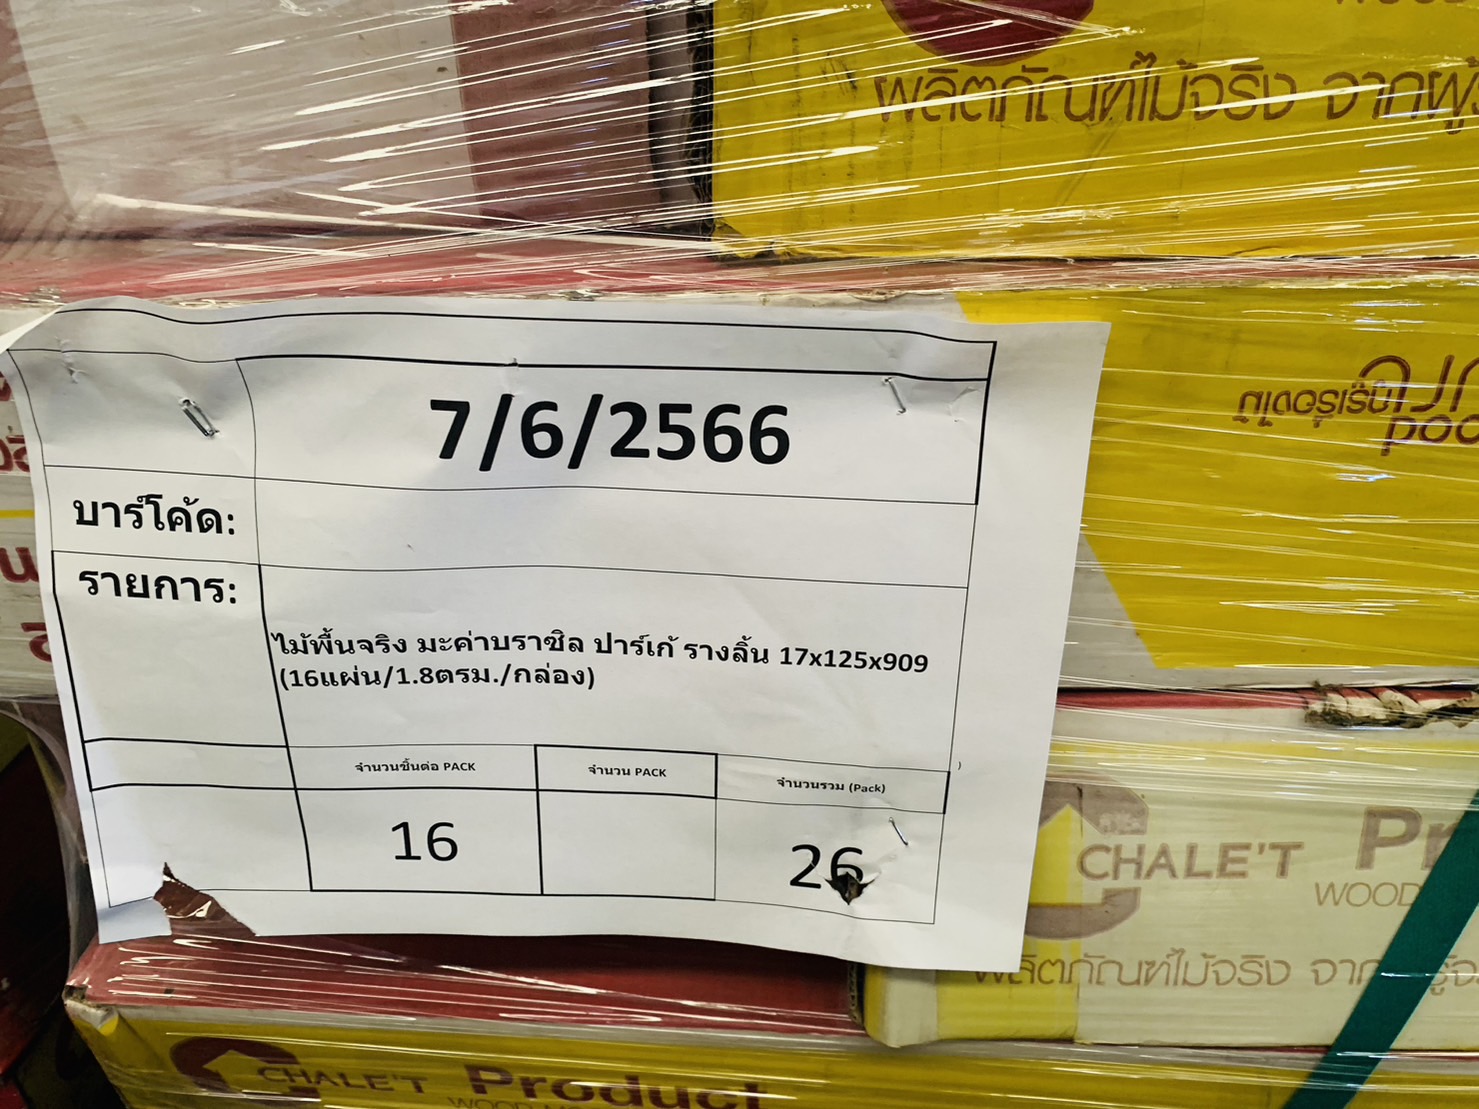 ผลิตภัณฑ์ไม้จริง จากผู้
7/6/2566
บาร์โค้ด:
รายการ:
ไม้พื้นจริง มะค่าบราซิล ปาร์เก้ รางลิ้น 17x125x909
(16แผ่น/1.8ตรม./กล่อง)
จำนวนชิ้นต่อ PACK
จำนวน PACK
จำนวนรวม (Pack)
16
26
CHALE'T Pr
WOOD
ผลิตภัณฑ์ไม้จริง จาก
CHALE'T Product